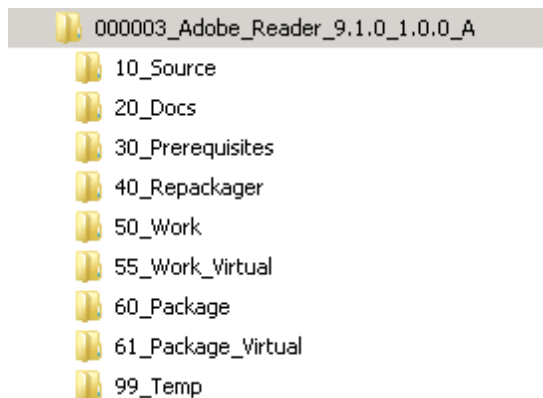 000003_Adobe_Reader_9.1.0_1.0.0_A
10_Source
20_Docs
30_Prerequisites
40_Repackager
50_Work
55_Work_Virtual
60_Package
61_Package_Virtual
99_Temp